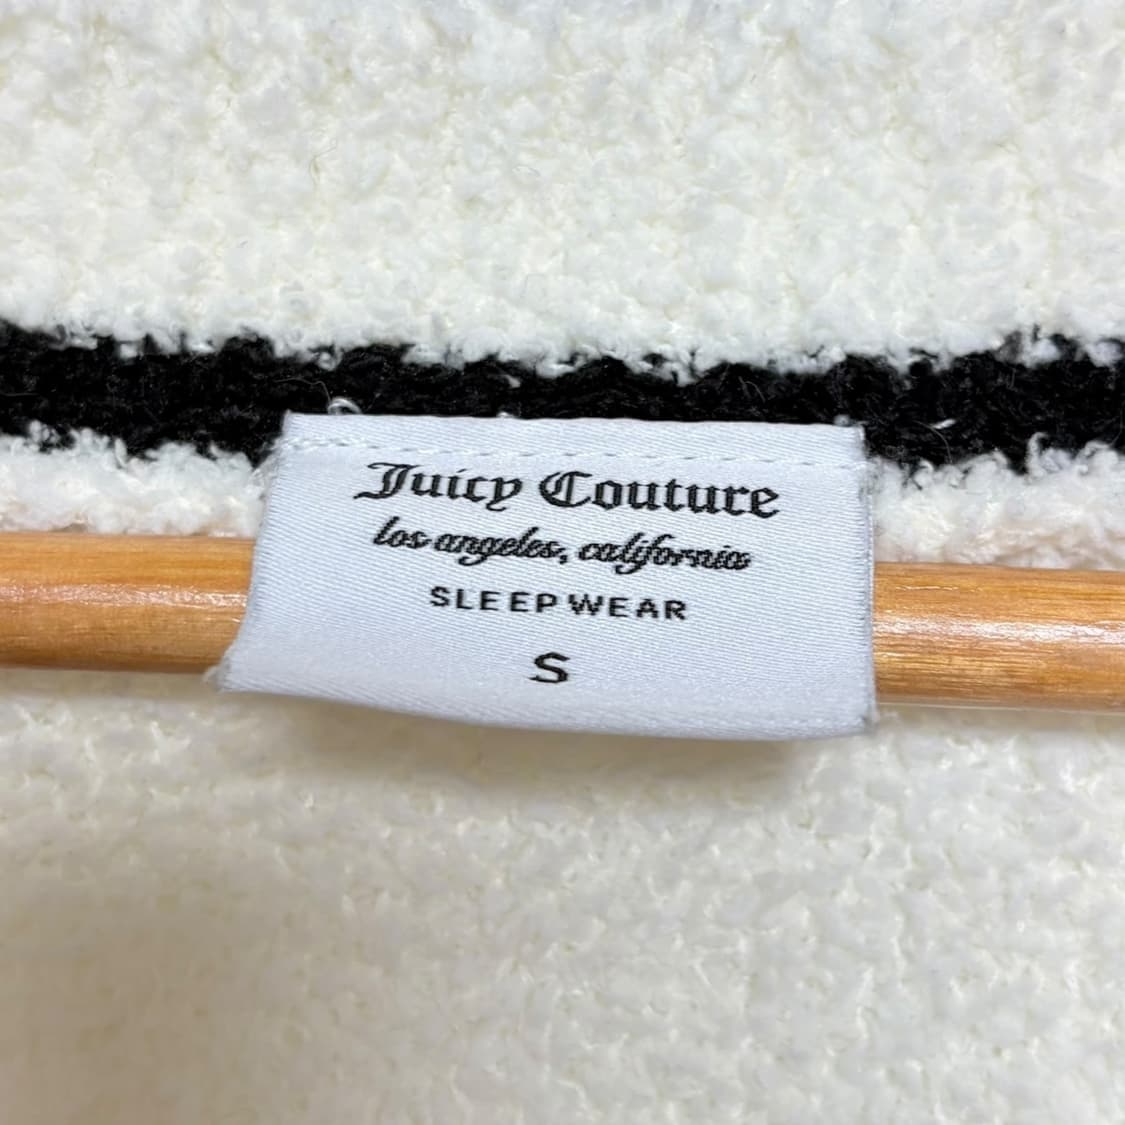 Juicy Couture
los angeles, california
SLEEPWEAR
S